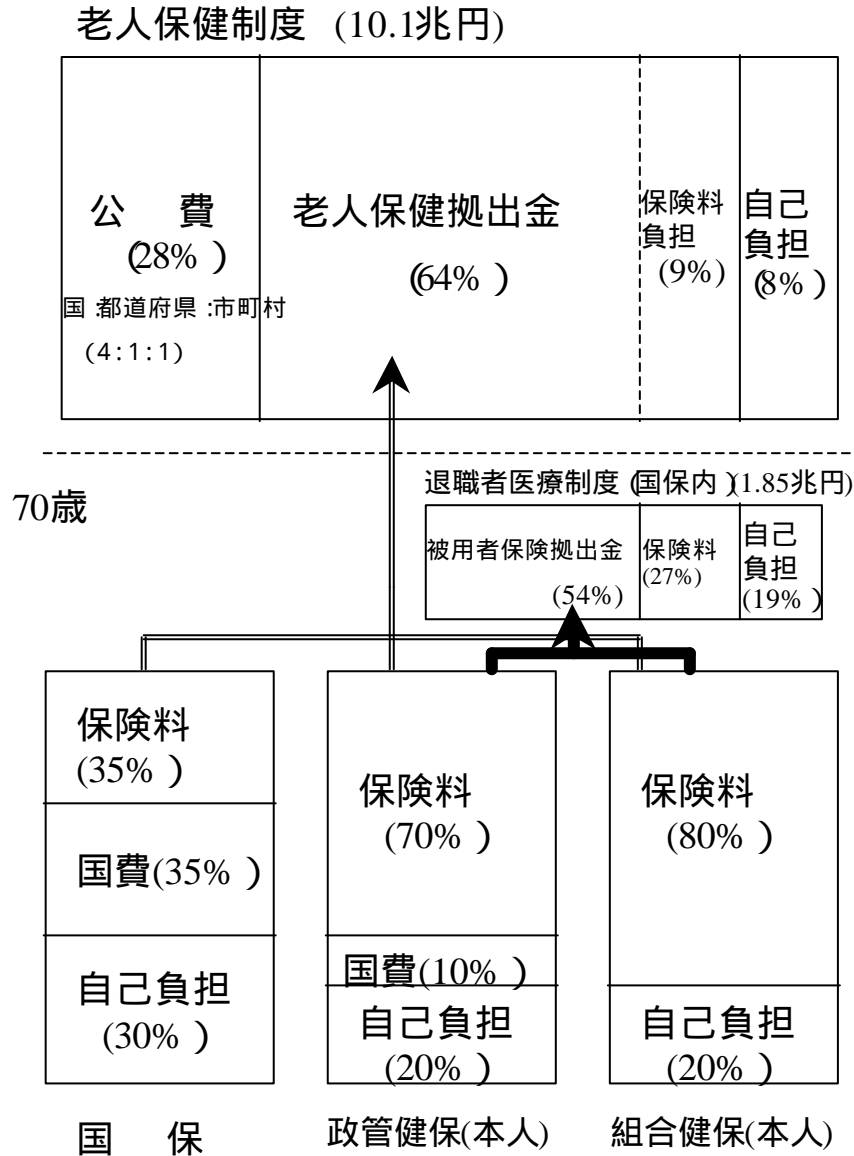 老人保健制度 (10.1兆円)
公 費
(28% )
国 :都道府県 :市町村
(4:1:1)
老人保健拠出金
(64% )
保険料
負担
(9%)
自己
負担
(8% )
70歳
退職者医療制度 (国保内 )(1.85兆円)
被用者保険拠出金
(54%)
保険料
(27%)
自己
負担
(19% )
保険料
(35% )
国費(35% )
自己負担
(30% )
国 保
保険料
(70% )
国費(10% )
自己負担
(20% )
政管健保(本人)
保険料
(80% )
自己負担
(20% )
組合健保(本人)